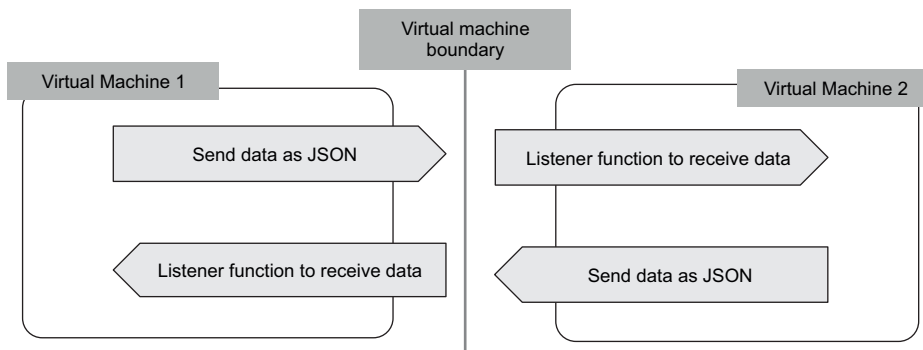 Virtual machine
boundary
Virtual Machine 1
Virtual Machine 2
Send data as JSON
Listener function to receive data
Listener function to receive data
Send data as JSON